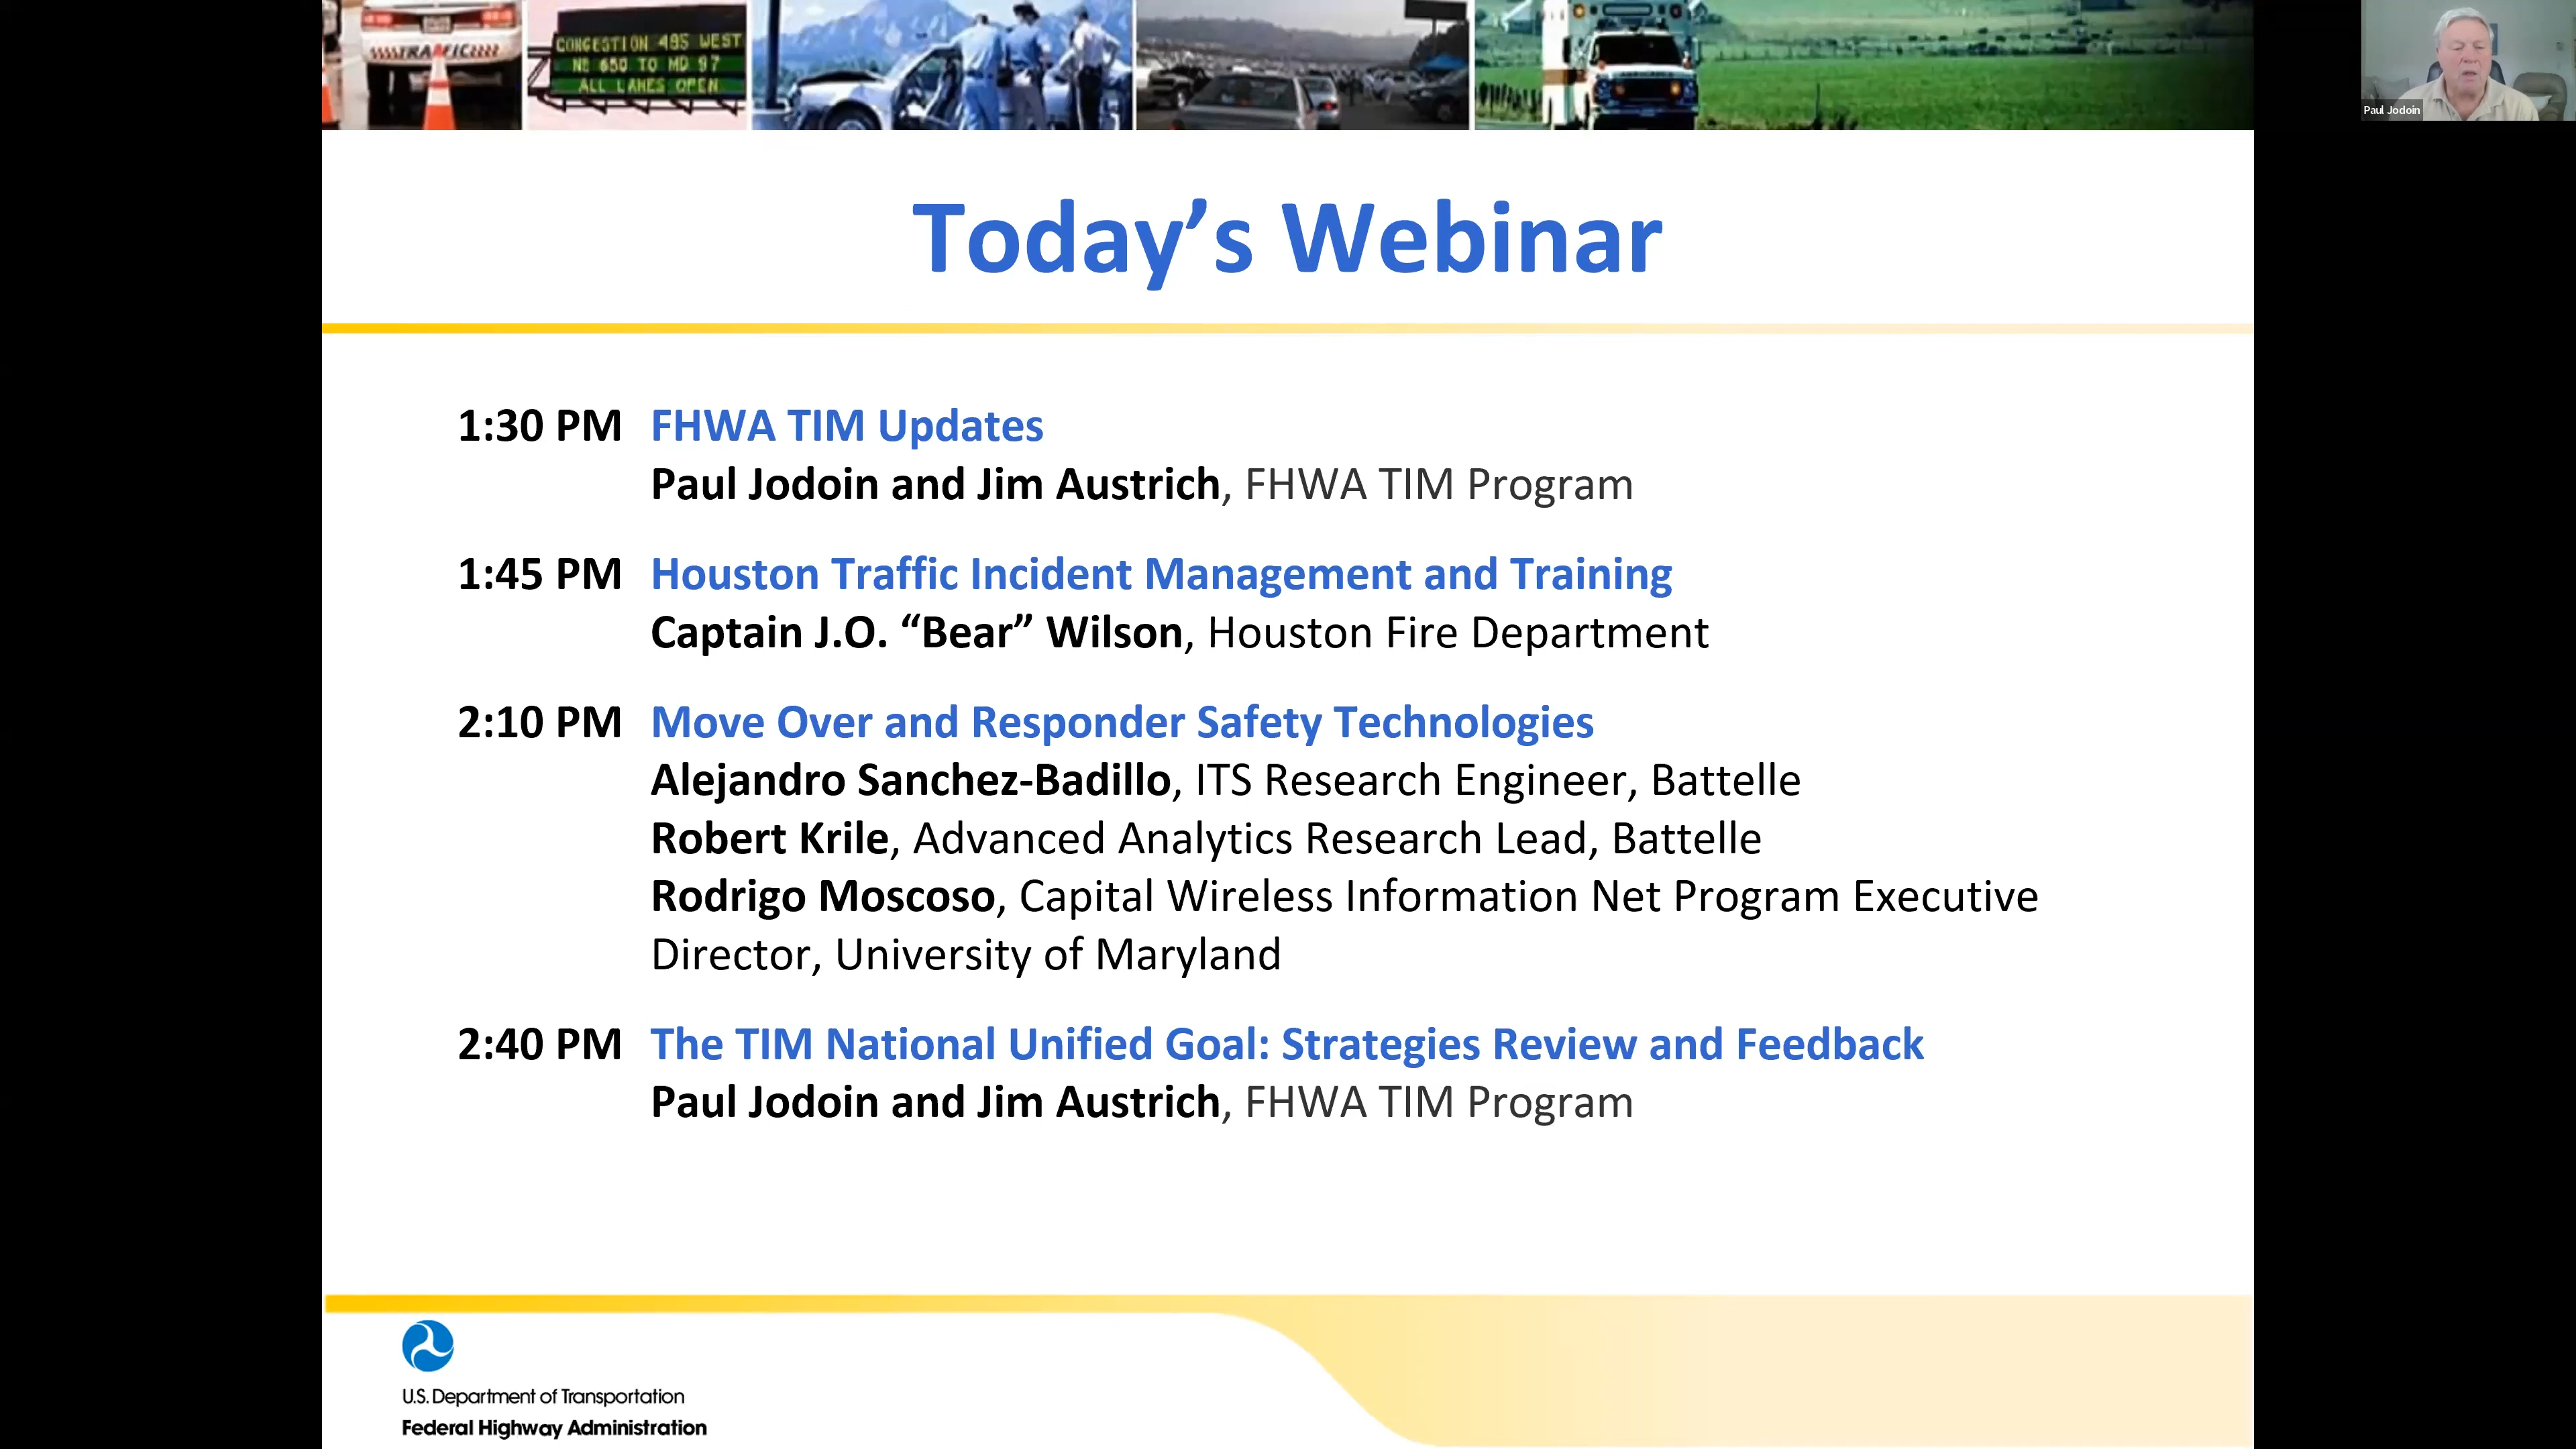 TRAFFIC
CONGESTION 495 WEST
NE 650 TO MD 97
ALL LANES OPEN
Paul Jodoin
Today’s Webinar
1:30 PM FHWA TIM Updates
Paul Jodoin and Jim Austrich, FHWA TIM Program
1:45 PM Houston Traffic Incident Management and Training
Captain J.O. “Bear” Wilson, Houston Fire Department
2:10 PM Move Over and Responder Safety Technologies
Alejandro Sanchez-Badillo, ITS Research Engineer, Battelle
Robert Krile, Advanced Analytics Research Lead, Battelle
Rodrigo Moscoso, Capital Wireless Information Net Program Executive
Director, University of Maryland
2:40 PM The TIM National Unified Goal: Strategies Review and Feedback
Paul Jodoin and Jim Austrich, FHWA TIM Program
U.S. Department of Transportation
Federal Highway Administration